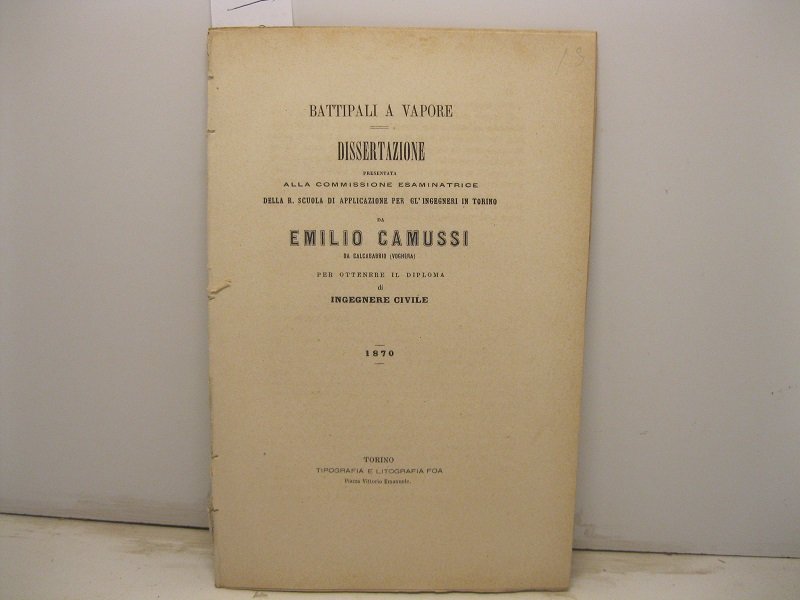 13
BATTIPALI A VAPORE
DISSERTAZIONE
PRESENTATA
ALLA COMMISSIONE ESAMINATRICE
DELLA R. SCUOLA DI APPLICAZIONE PER GL'INGEGNERI IN TORINO
DA
EMILIO CAMUSSI
DA CALCABABBIO (VOGHERA)
PER OTTENERE IL DIPLOMA
di
INGEGNERE CIVILE
1870
TORINO
TIPOGRAFIA E LITOGRAFIA FOA
Piazza Vittorio Emanuele.